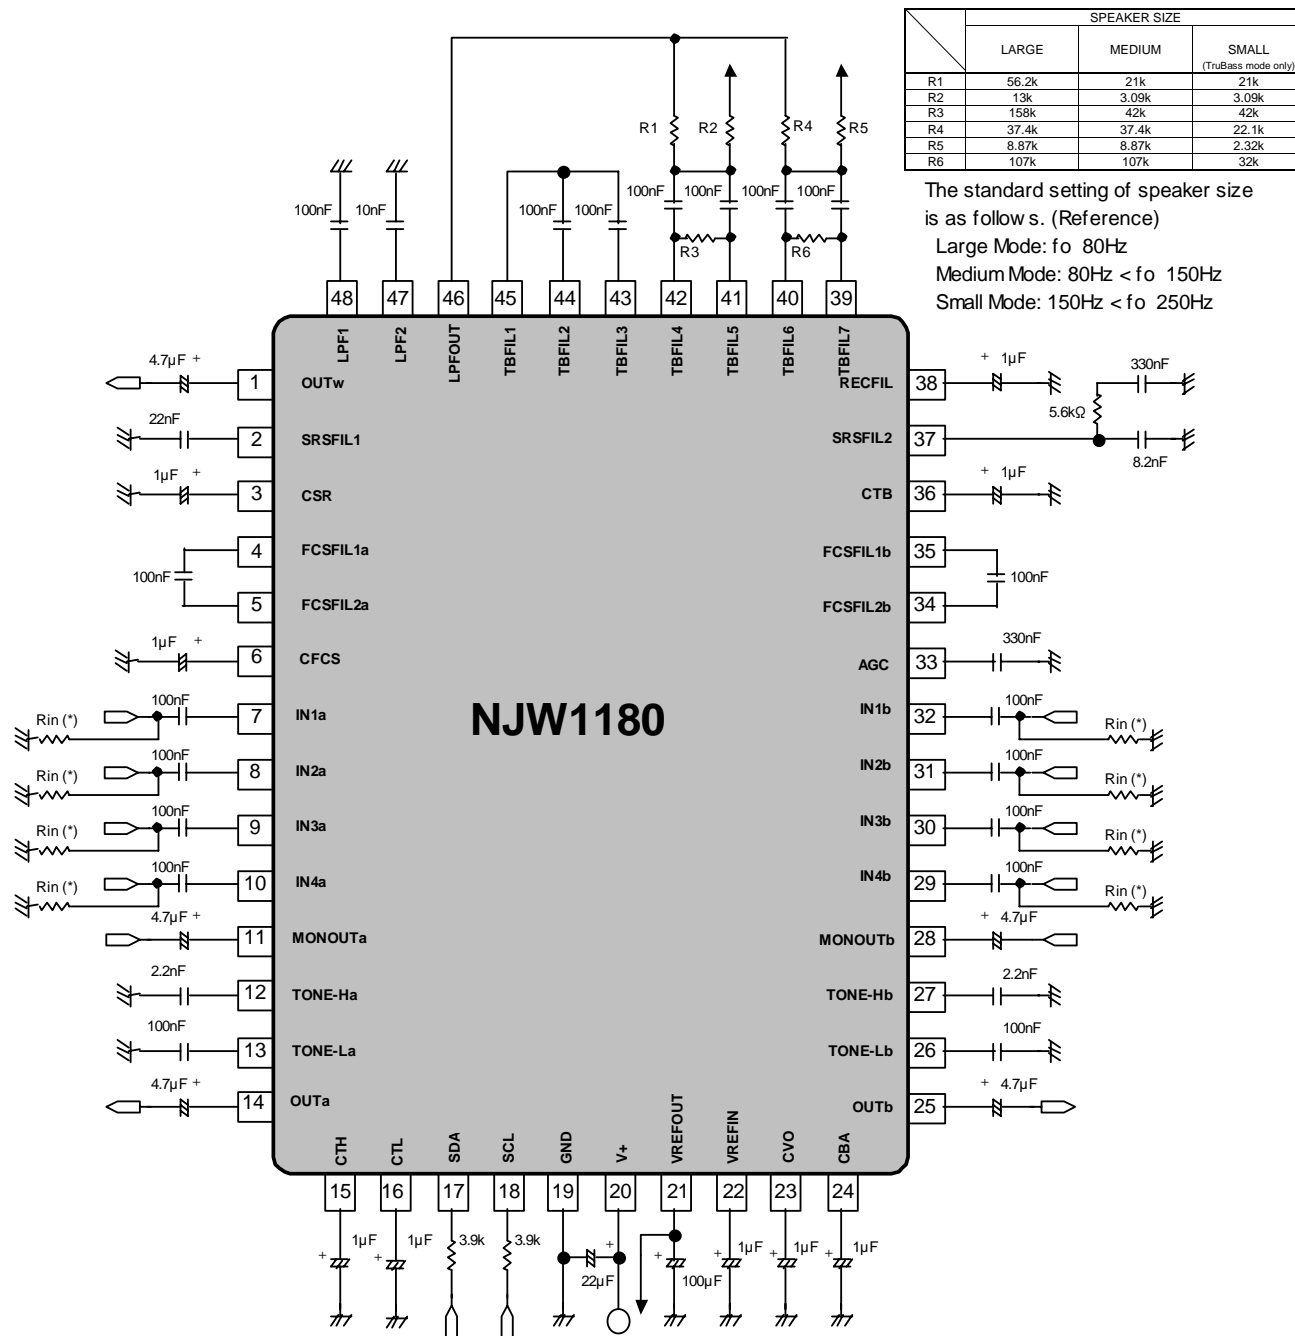 SPEAKER SIZE
LARGE MEDIUM SMALL
(TruBass mode only)
R1 56.2k 21k 21k
R2 13k 3.09k 3.09k
R3 158k 42k 42k
R4 37.4k 37.4k 22.1k
R5 8.87k 8.87k 2.32k
R6 107k 107k 32k
The standard setting of speaker size
is as follow s. (Reference)
Large Mode: fo 80Hz
Medium Mode: 80Hz < fo 150Hz
Small Mode: 150Hz < fo 250Hz
R1 R2 R4 R5
100nF 100nF 100nF 100nF
100nF 10nF 100nF 100nF
R3 R6
48 47 46 45 44 43 42 41 40 39
LPF1 LPF2 LPFOUT TBFIL1 TBFIL2 TBFIL3 TBFIL4 TBFIL5 TBFIL6 TBFIL7
4.7µF + 1 OUTw
RECFIL 38 + 1µF 330nF
5.6kΩ
22nF 2 SRSFIL1
SRSFIL2 37 8.2nF
1µF + 3 CSR
CTB 36 + 1µF
4 FCSFIL1a
FCSFIL1b 35
100nF 100nF
5 FCSFIL2a
FCSFIL2b 34
1µF + 6 CFCS
AGC 33 330nF
Rin (*) 100nF 7 IN1a
IN1b 32 100nF Rin (*)
NJW1180
Rin (*) 100nF 8 IN2a
IN2b 31 100nF Rin (*)
Rin (*) 100nF 9 IN3a
IN3b 30 100nF Rin (*)
Rin (*) 100nF 10 IN4a
IN4b 29 100nF Rin (*)
4.7µF + 11 MONOUTa
MONOUTb 28 + 4.7µF
2.2nF 12 TONE-Ha
TONE-Hb 27 2.2nF
100nF 13 TONE-La
TONE-Lb 26 100nF
4.7µF + 14 OUTa
OUTb 25 + 4.7µF
CTH CTL SDA SCL GND V+ VREFOUT VREFIN CVO CBA
15 16 17 18 19 20 21 22 23 24
+ 1µF + 1µF 3.9k 3.9k 22µF + + 100µF + 1µF + 1µF + 1µF